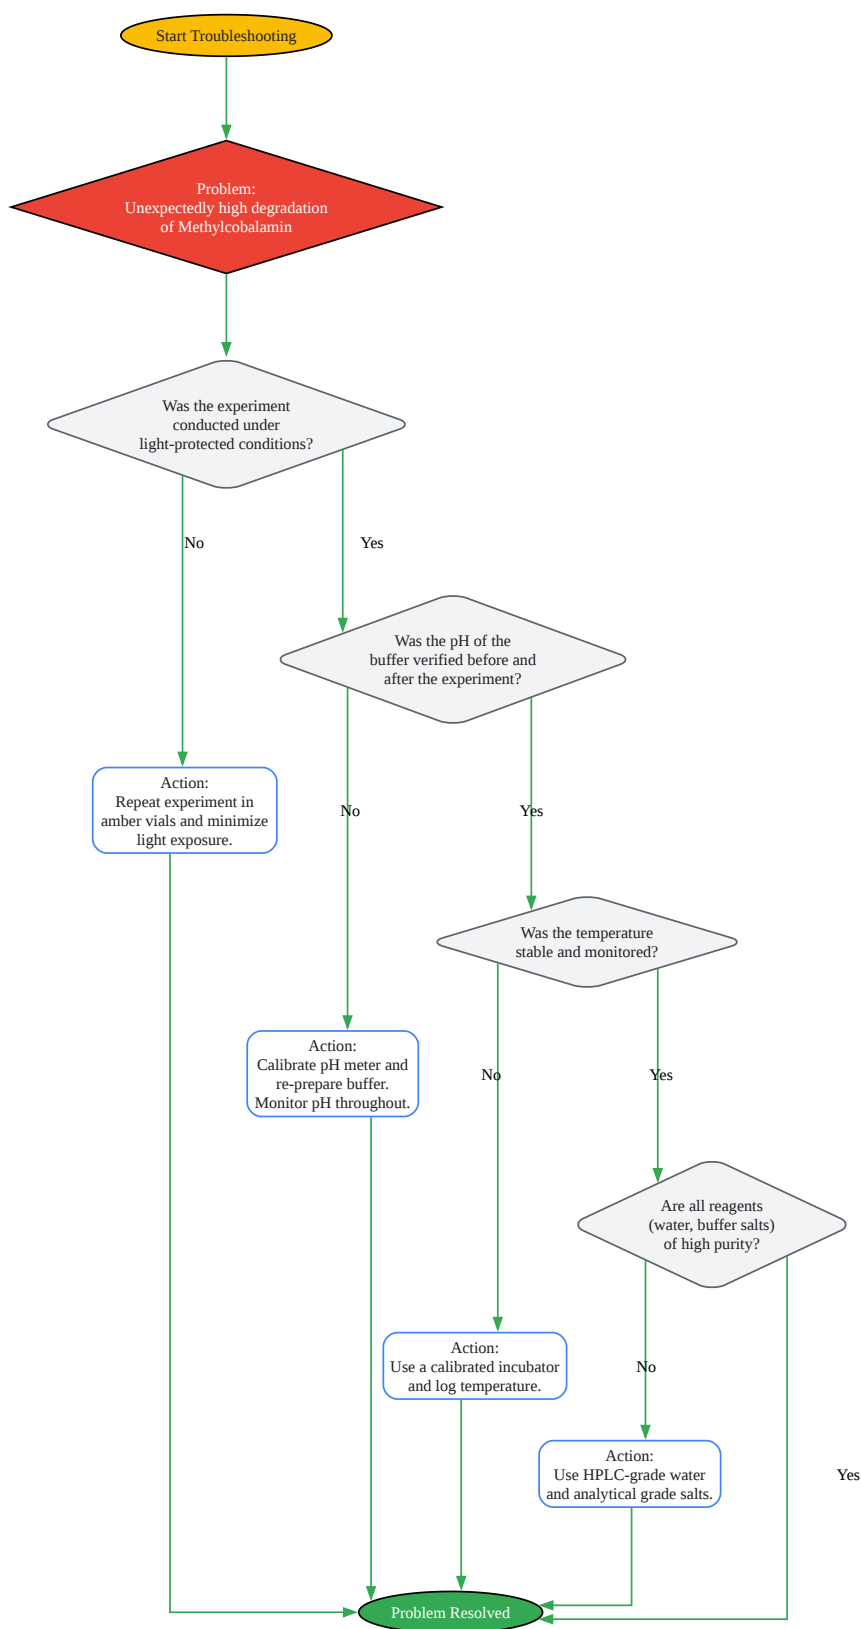 Start Troubleshooting
Problem:
Unexpectedly high degradation
of Methylcobalamin
Was the experiment
conducted under
light-protected conditions?
No
Yes
Was the pH of the
buffer verified before and
after the experiment?
Action:
Repeat experiment in
amber vials and minimize
light exposure.
No
Yes
Was the temperature
stable and monitored?
Action:
Calibrate pH meter and
re-prepare buffer.
Monitor pH throughout.
No
Yes
Are all reagents
(water, buffer salts)
of high purity?
Action:
Use a calibrated incubator
and log temperature.
No
Action:
Use HPLC-grade water
and analytical grade salts.
Yes
Problem Resolved